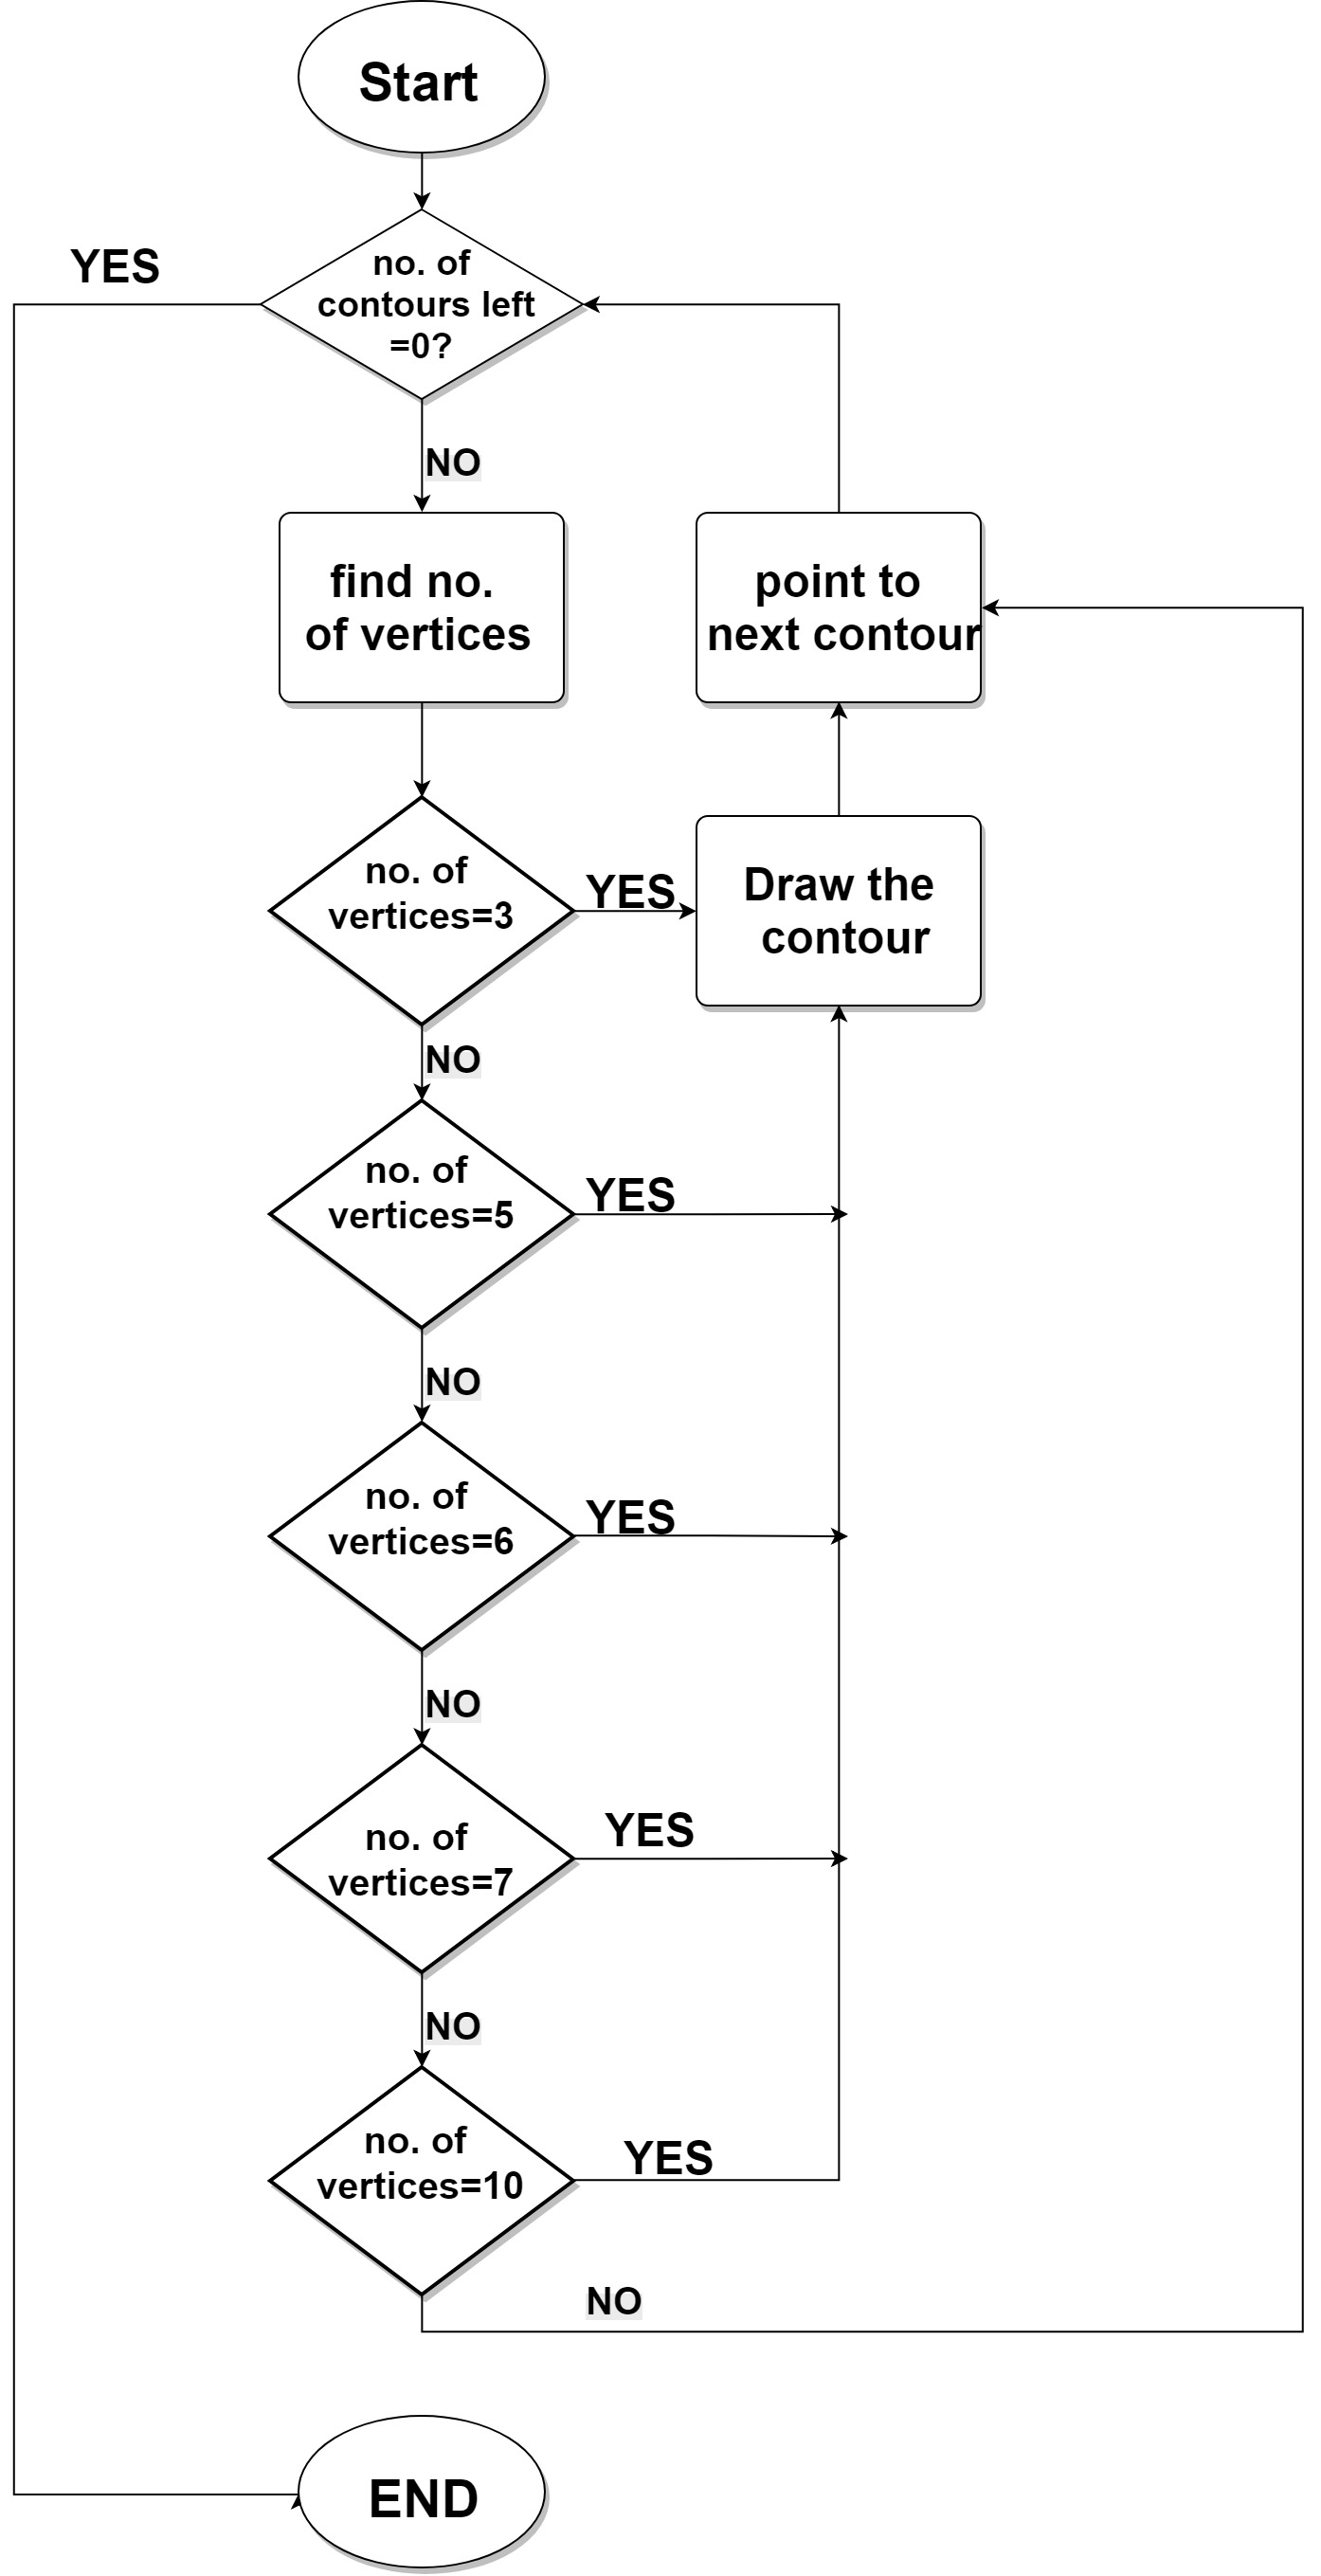 Start
YES
no. of
contours left
=0?
NO
find no.
of vertices
point to
next contour
no. of
vertices=3
YES
Draw the
contour
NO
no. of
vertices=5
YES
NO
no. of
vertices=6
YES
NO
no. of
vertices=7
YES
NO
no. of
vertices=10
YES
NO
END